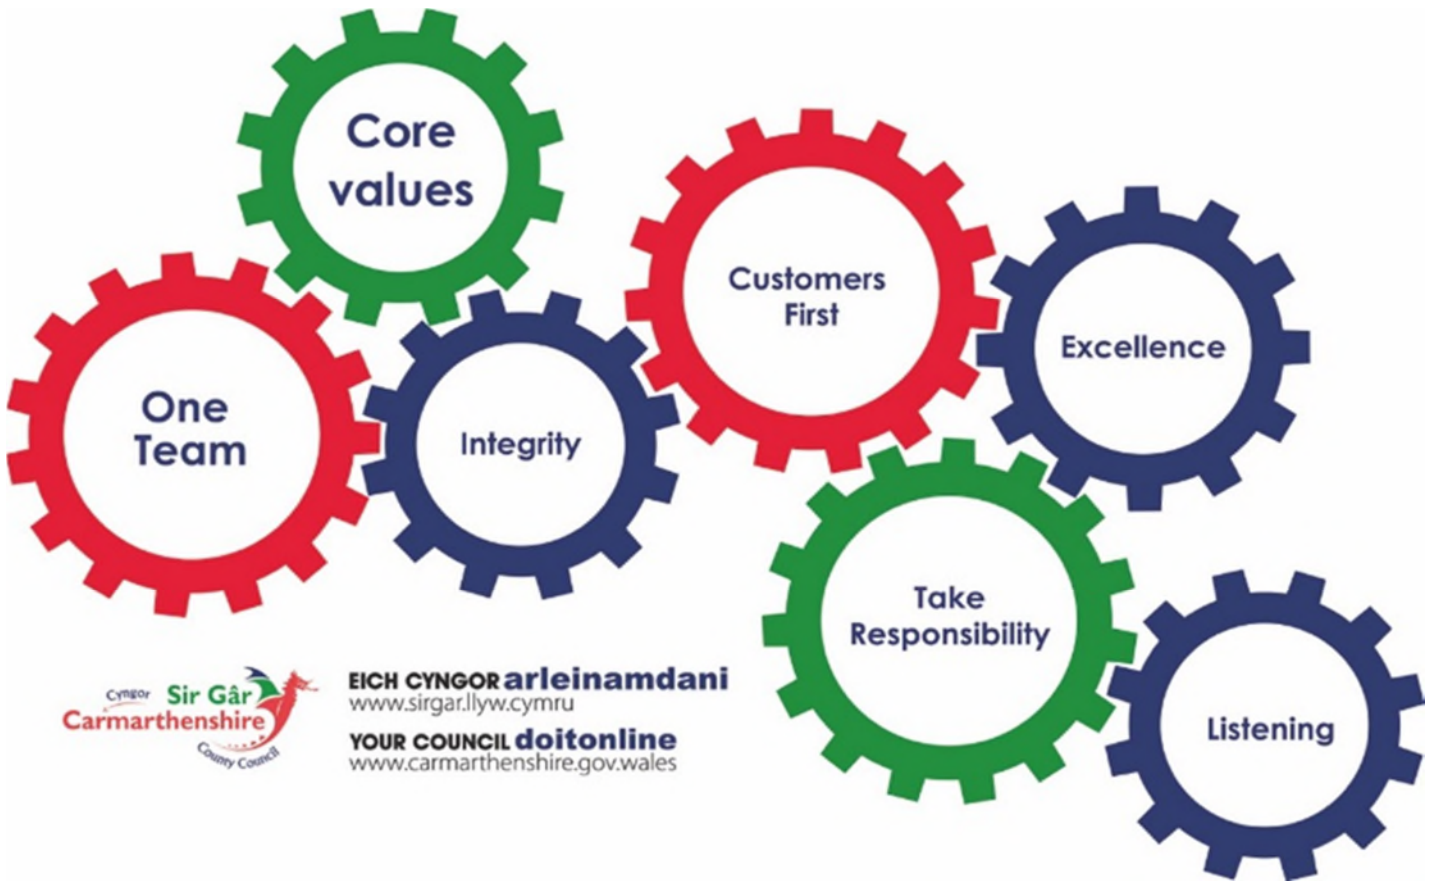 Core
values
Customers
First
Excellence
One
Team
Integrity
Take
Responsibility
Listening
Cyngor Sir Gâr
Carmarthenshire
County Council
EICH CYNGOR arleinamdani
www.sirgar.llyw.cymru
YOUR COUNCIL doitonline
www.carmarthenshire.gov.wales